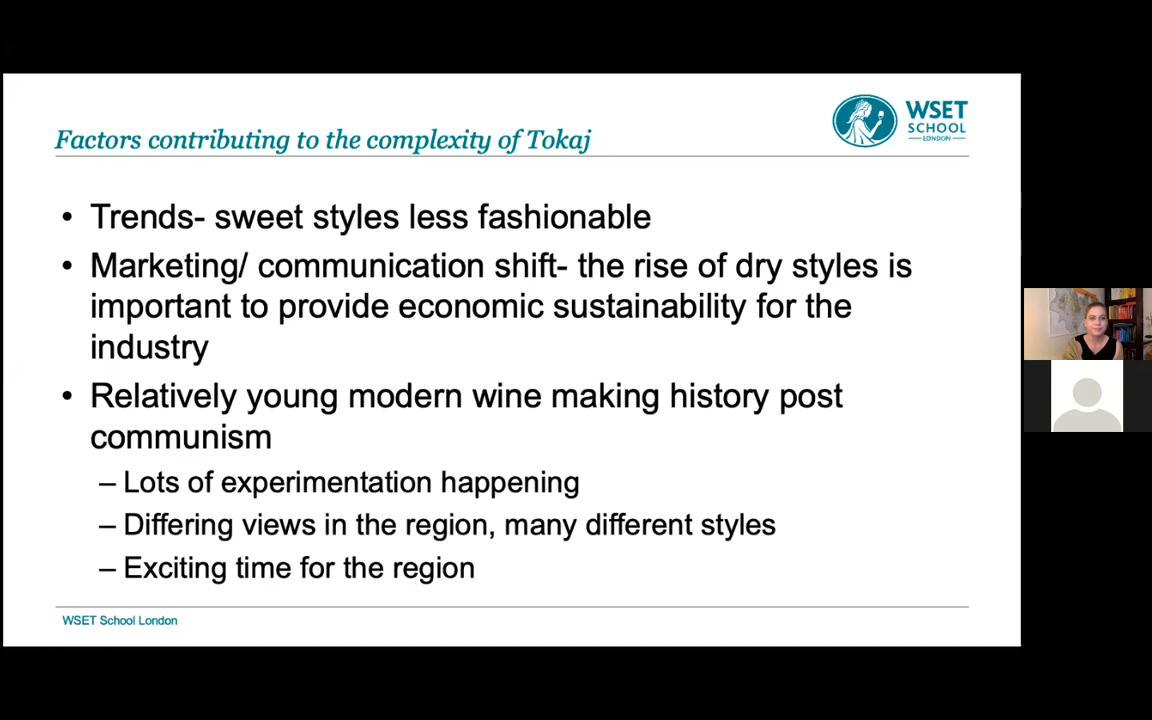 WSET
SCHOOL
LONDON
Factors contributing to the complexity of Tokaj
• Trends- sweet styles less fashionable
• Marketing/ communication shift- the rise of dry styles is
important to provide economic sustainability for the
industry
• Relatively young modern wine making history post
communism
– Lots of experimentation happening
– Differing views in the region, many different styles
– Exciting time for the region
WSET School London